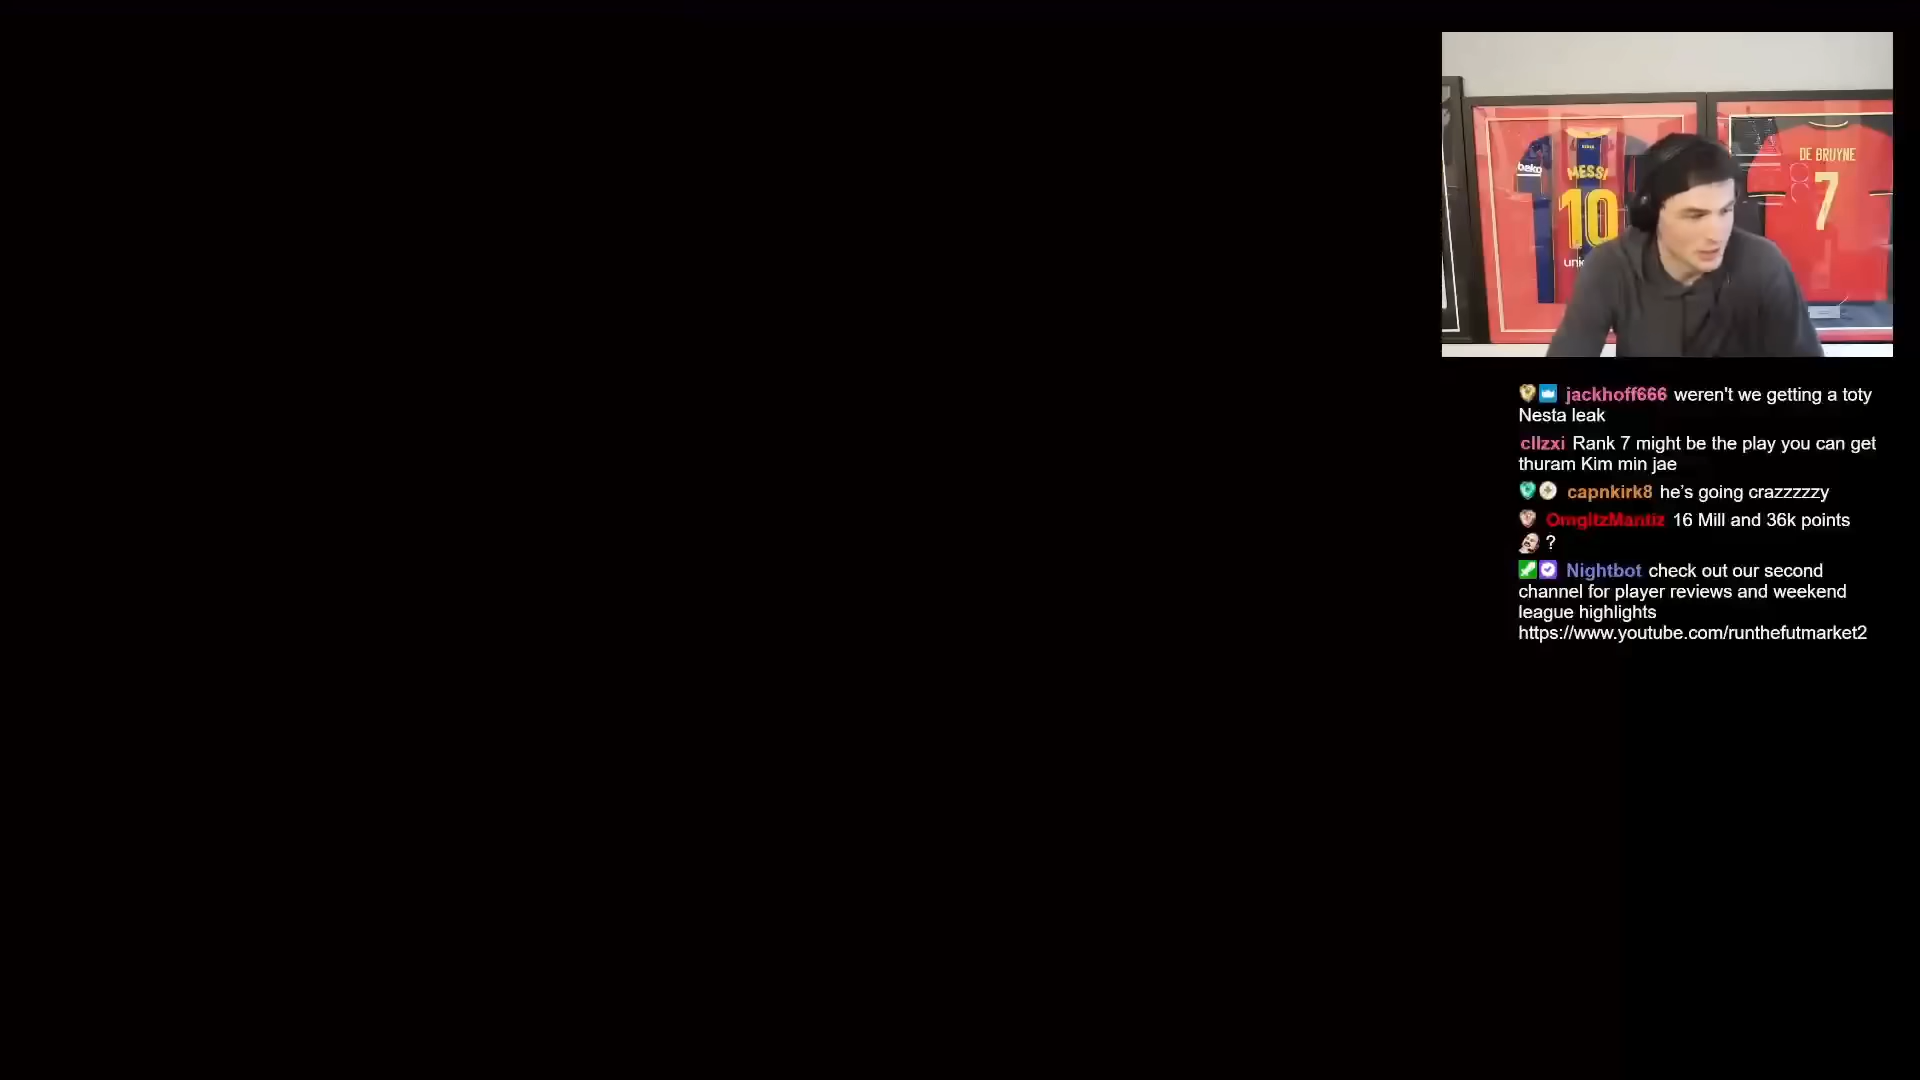 beko
MESSI
10
DE BRUYNE
7
jackhoff666 weren't we getting a toty
Nesta leak
cllzxi Rank 7 might be the play you can get
thuram Kim min jae
capnkirk8 he's going crazzzzzy
OmgItzMantiz 16 Mill and 36k points
?
Nightbot check out our second
channel for player reviews and weekend
league highlights
https://www.youtube.com/runthefutmarket2